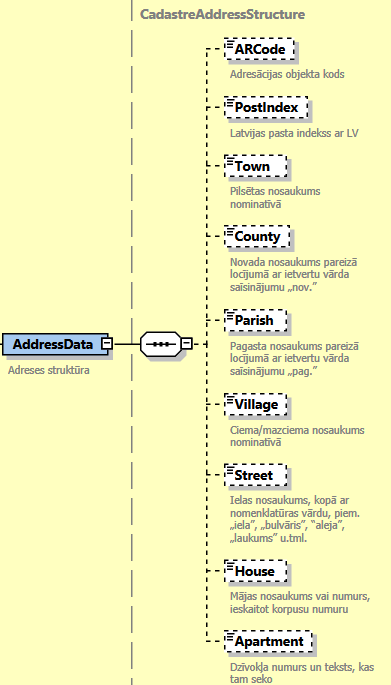 CadastreAddressStructure
ARCode
Adresācijas objekta kods
PostIndex
Latvijas pasta indekss ar LV
Town
Pilsētas nosaukums
nominatīvā
County
Novada nosaukums pareizā
locījumā ar ietvertu vārda
saīsinājumu „nov.”
AddressData
Adreses struktūra
Parish
Pagasta nosaukums pareizā
locījumā ar ietvertu vārda
saīsinājumu „pag.”
Village
Ciema/mazciema nosaukums
nominatīvā
Street
Ielas nosaukums, kopā ar
nomenklatūras vārdu, piem.
„iela”, „bulvāris”, “aleja”,
„laukums” u.tml.
House
Mājas nosaukums vai numurs,
ieskaitot korpusu numuru
Apartment
Dzīvokļa numurs un teksts, kas
tam seko